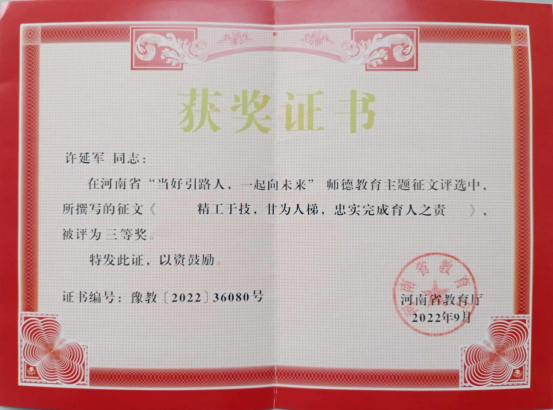 获奖证书
许延军 同志：
在河南省“当好引路人，一起向未来”师德教育主题征文评选中，
所撰写的征文《 精工于技，甘为人梯，忠实完成育人之责 》，
被评为三等奖。
特发此证，以资鼓励。
证书编号：豫教〔2022〕36080号
河南省教育厅
2022年9月